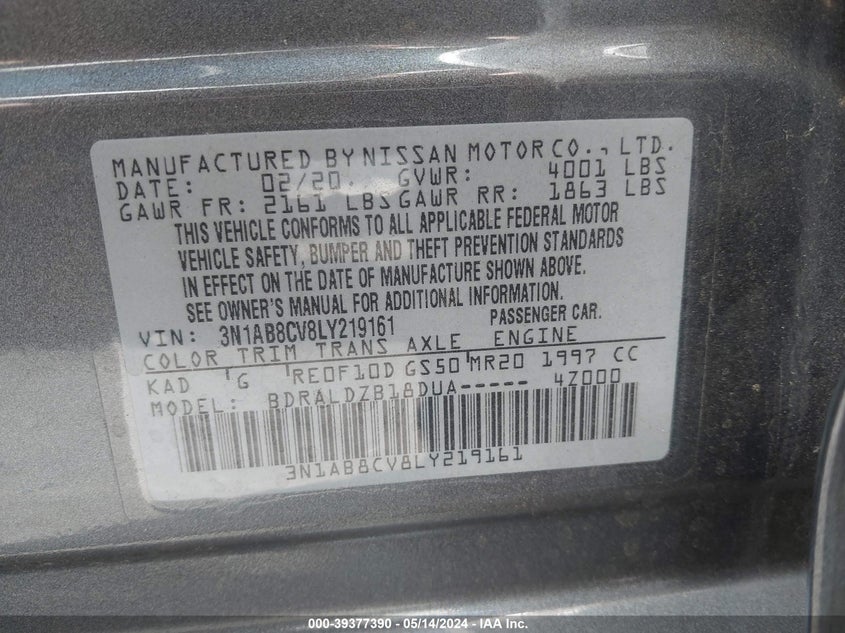 MANUFACTURED BY NISSAN MOTOR CO., LTD.
DATE: 02/20 GVWR: 4001 LBS
GAWR FR: 2161 LBS GAWR RR: 1863 LBS
THIS VEHICLE CONFORMS TO ALL APPLICABLE FEDERAL MOTOR
VEHICLE SAFETY, BUMPER AND THEFT PREVENTION STANDARDS
IN EFFECT ON THE DATE OF MANUFACTURE SHOWN ABOVE.
SEE OWNER'S MANUAL FOR ADDITIONAL INFORMATION.
VIN: 3N1AB8CV8LY219161 PASSENGER CAR.
COLOR TRIM TRANS AXLE ENGINE
KAD G RE0F10D GS50 MR20 1997 CC
MODEL: BDRALDZB18DUA----- 4Z000
3N1AB8CV8LY219161
000-39377390 - 05/14/2024 - IAA Inc.